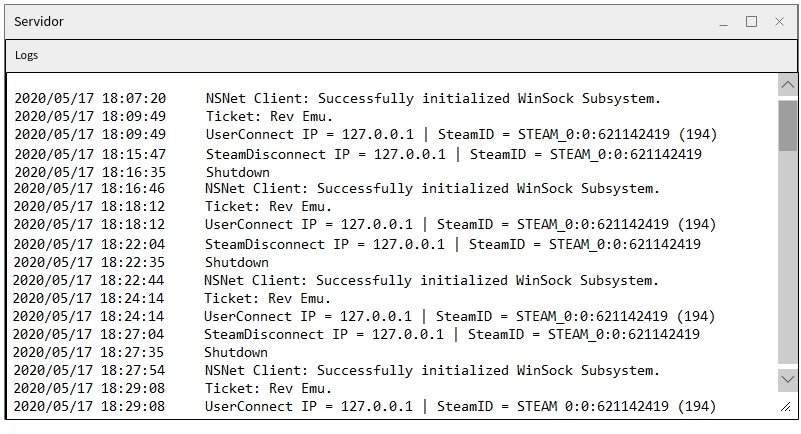 Servidor
Logs
2020/05/17 18:07:20 NSNet Client: Successfully initialized WinSock Subsystem.
2020/05/17 18:09:49 Ticket: Rev Emu.
2020/05/17 18:09:49 UserConnect IP = 127.0.0.1 | SteamID = STEAM_0:0:621142419 (194)
2020/05/17 18:15:47 SteamDisconnect IP = 127.0.0.1 | SteamID = STEAM_0:0:621142419
2020/05/17 18:16:35 Shutdown
2020/05/17 18:16:46 NSNet Client: Successfully initialized WinSock Subsystem.
2020/05/17 18:18:12 Ticket: Rev Emu.
2020/05/17 18:18:12 UserConnect IP = 127.0.0.1 | SteamID = STEAM_0:0:621142419 (194)
2020/05/17 18:22:04 SteamDisconnect IP = 127.0.0.1 | SteamID = STEAM_0:0:621142419
2020/05/17 18:22:35 Shutdown
2020/05/17 18:22:44 NSNet Client: Successfully initialized WinSock Subsystem.
2020/05/17 18:24:14 Ticket: Rev Emu.
2020/05/17 18:24:14 UserConnect IP = 127.0.0.1 | SteamID = STEAM_0:0:621142419 (194)
2020/05/17 18:27:04 SteamDisconnect IP = 127.0.0.1 | SteamID = STEAM_0:0:621142419
2020/05/17 18:27:35 Shutdown
2020/05/17 18:27:54 NSNet Client: Successfully initialized WinSock Subsystem.
2020/05/17 18:29:08 Ticket: Rev Emu.
2020/05/17 18:29:08 UserConnect IP = 127.0.0.1 | SteamID = STEAM 0:0:621142419 (194)